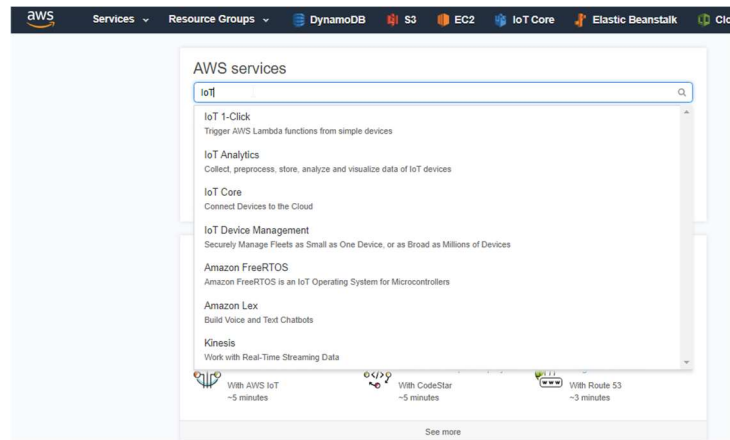 aws Services Resource Groups DynamoDB S3 EC2 IoT Core Elastic Beanstalk
AWS services
IoT
IoT 1-Click
Trigger AWS Lambda functions from simple devices
IoT Analytics
Collect, preprocess, store, analyze and visualize data of IoT devices
IoT Core
Connect Devices to the Cloud
IoT Device Management
Securely Manage Fleets as Small as One Device, or as Broad as Millions of Devices
Amazon FreeRTOS
Amazon FreeRTOS is an IoT Operating System for Microcontrollers
Amazon Lex
Build Voice and Text Chatbots
Kinesis
Work with Real-Time Streaming Data
With AWS IoT With CodeStar With Route 53
~5 minutes ~5 minutes ~3 minutes
See more